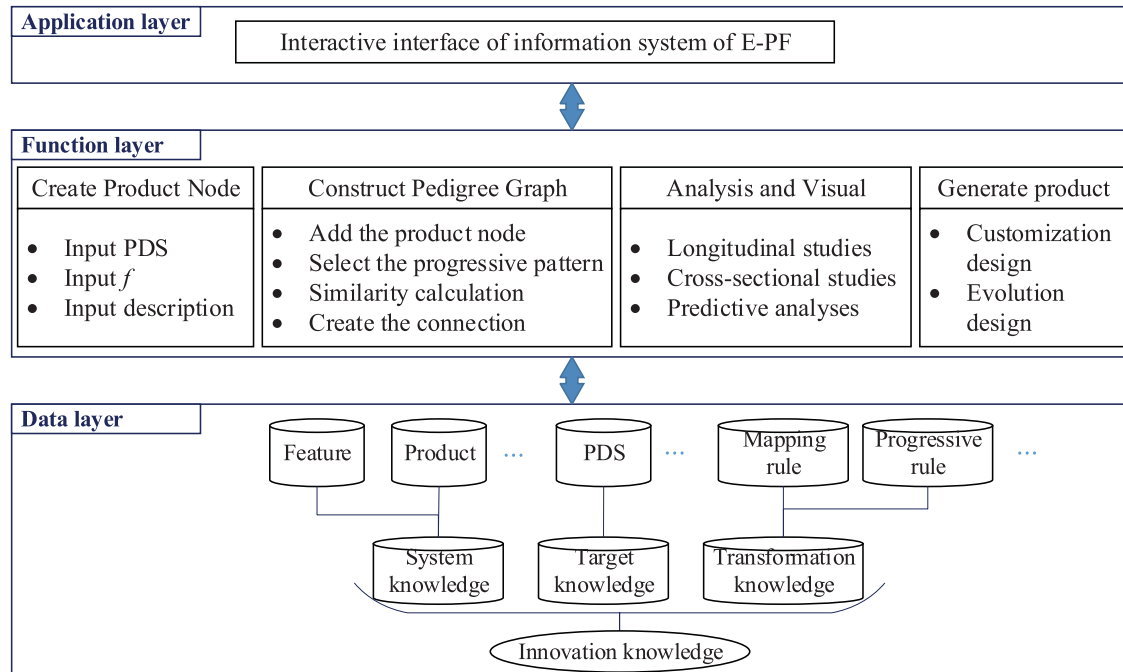 Application layer
Interactive interface of information system of E-PF
Function layer
Create Product Node
• Input PDS
• Input f
• Input description
Construct Pedigree Graph
• Add the product node
• Select the progressive pattern
• Similarity calculation
• Create the connection
Analysis and Visual
• Longitudinal studies
• Cross-sectional studies
• Predictive analyses
Generate product
• Customization
design
• Evolution
design
Data layer
Feature
Product
...
PDS
...
Mapping
rule
Progressive
rule
...
System
knowledge
Target
knowledge
Transformation
knowledge
Innovation knowledge